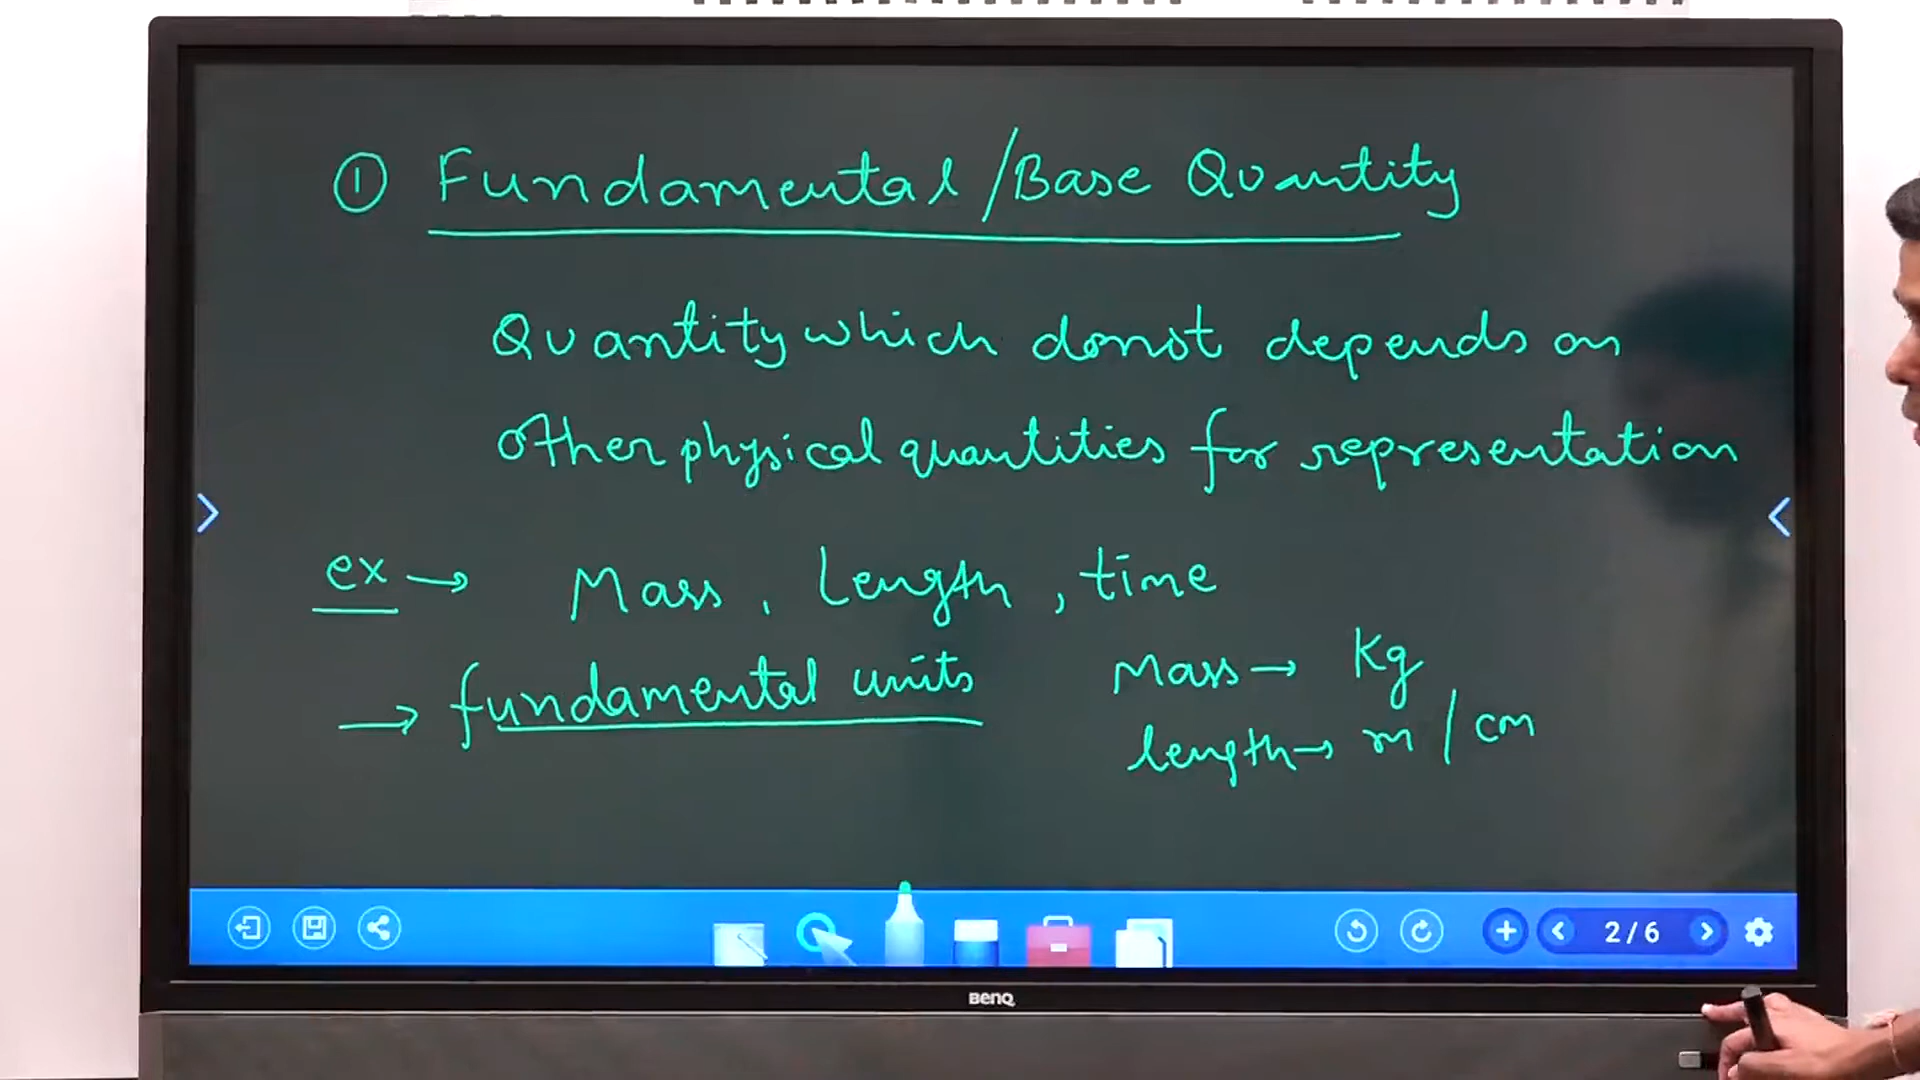 ① Fundamental/Base Quantity
Quantity which donot depends on
other physical quantities for representation
ex → Mass, Length, time
→ fundamental units
Mass → Kg
length → m / cm
2/6
BenQ